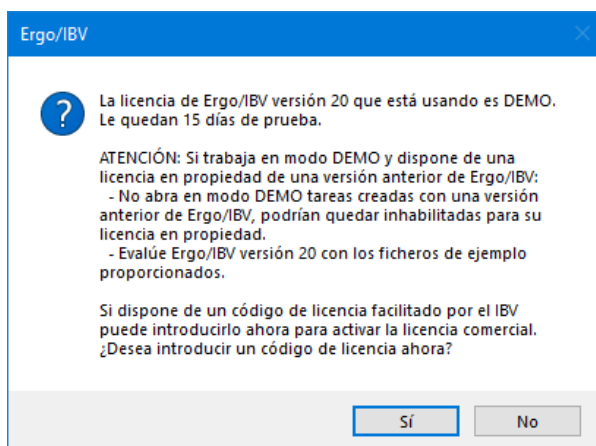 Ergo/IBV
La licencia de Ergo/IBV versión 20 que está usando es DEMO.
Le quedan 15 días de prueba.
ATENCIÓN: Si trabaja en modo DEMO y dispone de una
licencia en propiedad de una versión anterior de Ergo/IBV:
- No abra en modo DEMO tareas creadas con una versión
anterior de Ergo/IBV, podrían quedar inhabilitadas para su
licencia en propiedad.
- Evalúe Ergo/IBV versión 20 con los ficheros de ejemplo
proporcionados.
Si dispone de un código de licencia facilitado por el IBV
puede introducirlo ahora para activar la licencia comercial.
¿Desea introducir un código de licencia ahora?
Sí No